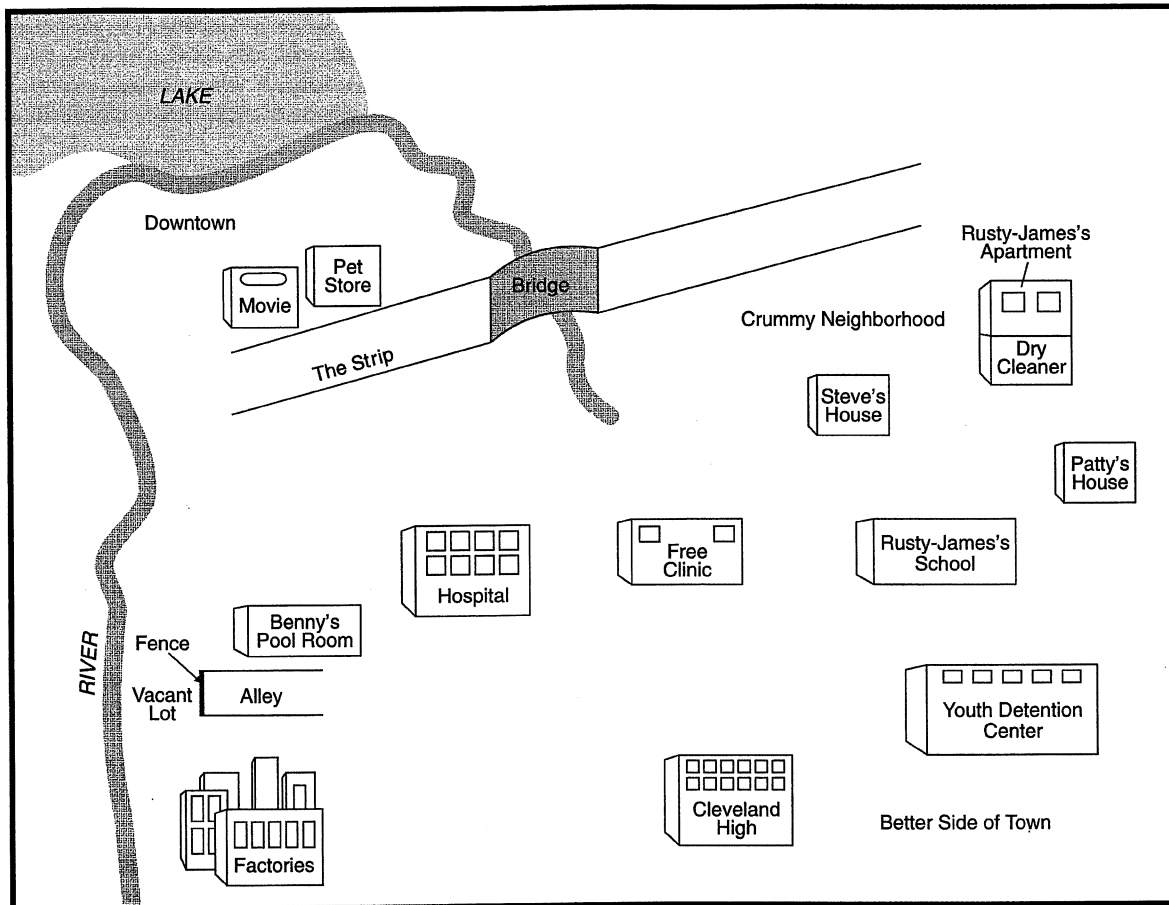 LAKE
Downtown
Rusty-James's
Apartment
Pet
Store
Movie
Bridge
Crummy Neighborhood
The Strip
Dry
Cleaner
Steve's
House
Patty's
House
Free
Clinic
Rusty-James's
School
Hospital
Benny's
Pool Room
Fence
RIVER
Vacant
Lot
Alley
Youth Detention
Center
Cleveland
High
Better Side of Town
Factories